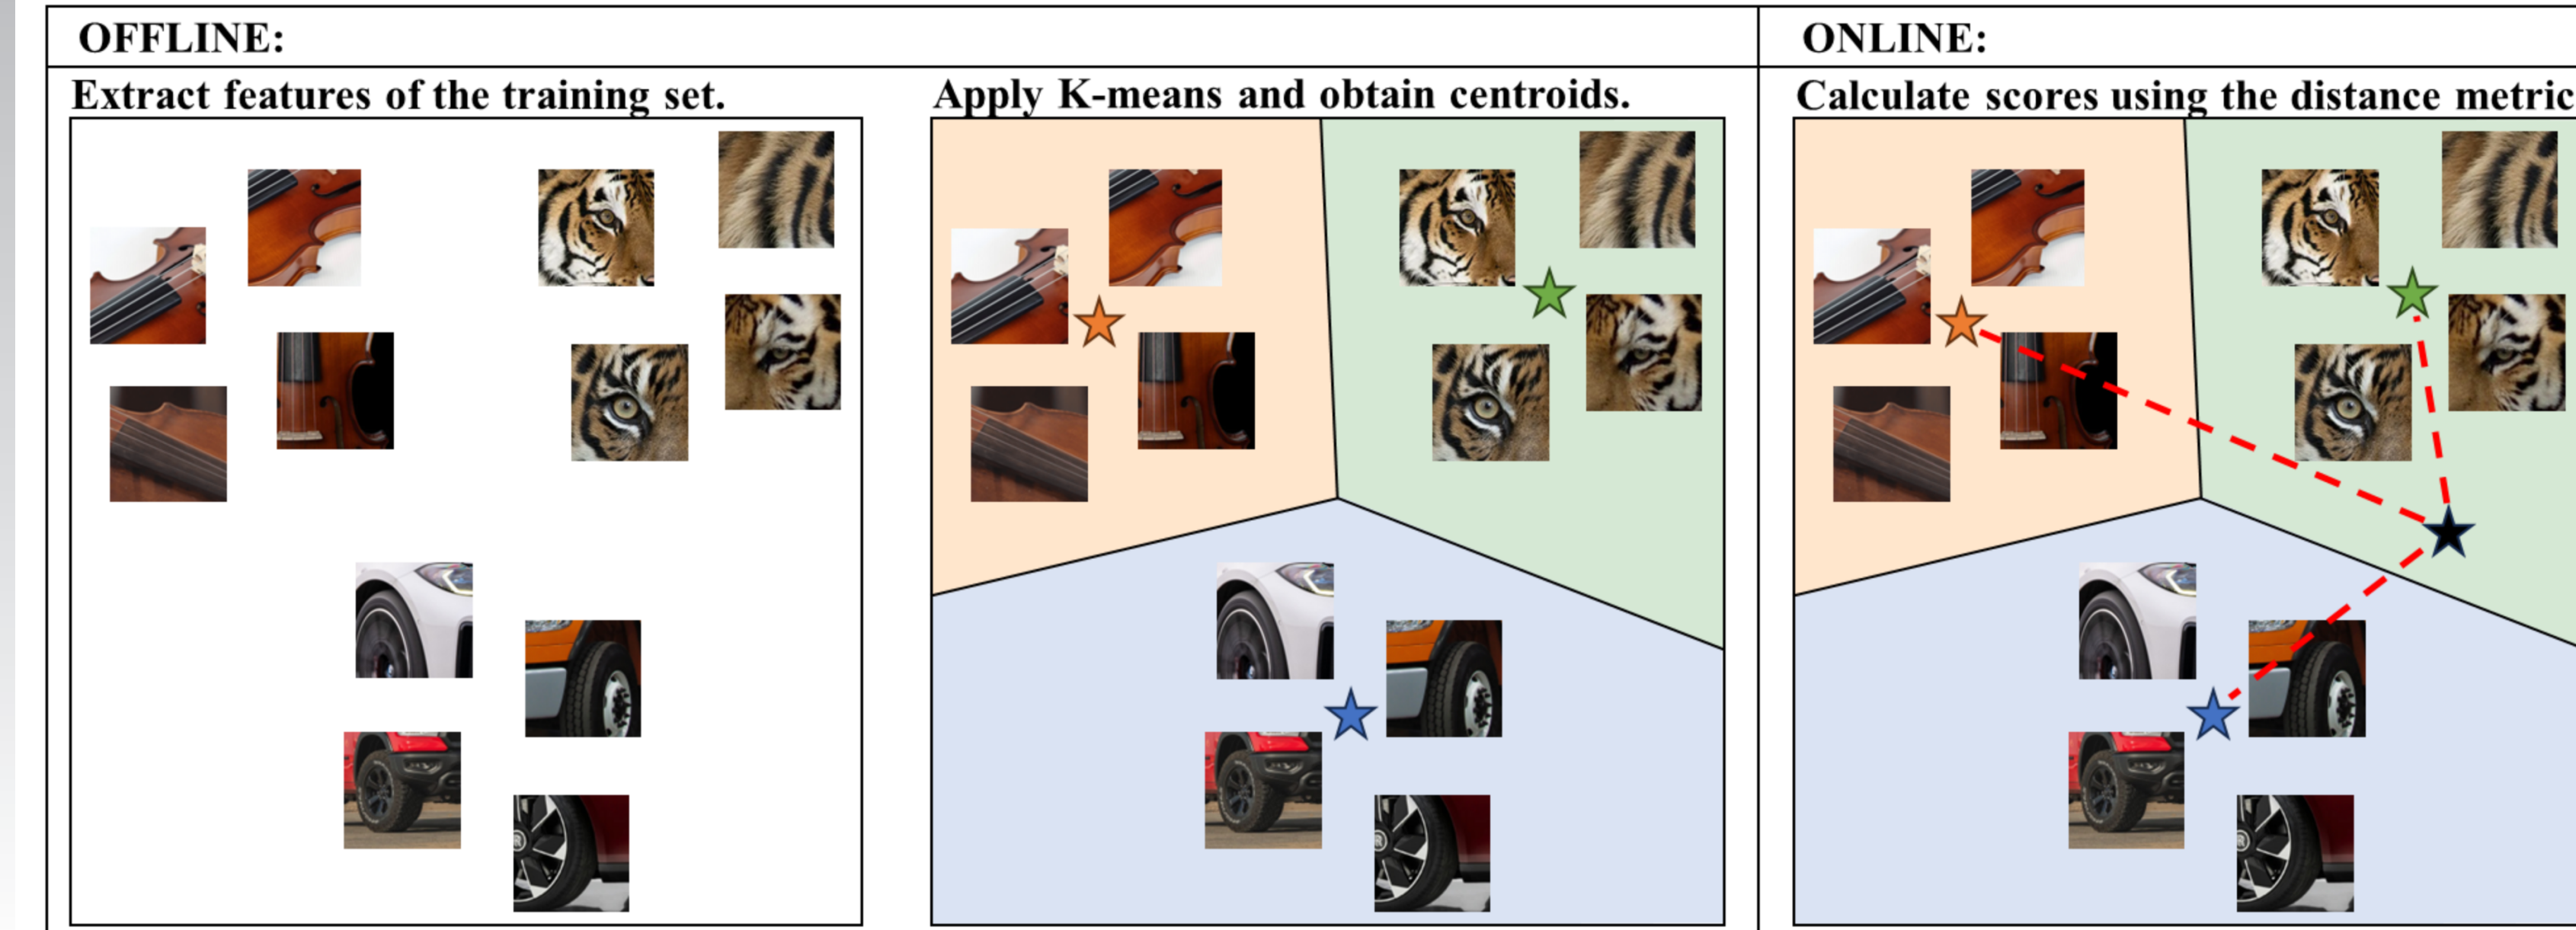 OFFLINE:
ONLINE:
Extract features of the training set.
Apply K-means and obtain centroids.
Calculate scores using the distance metric